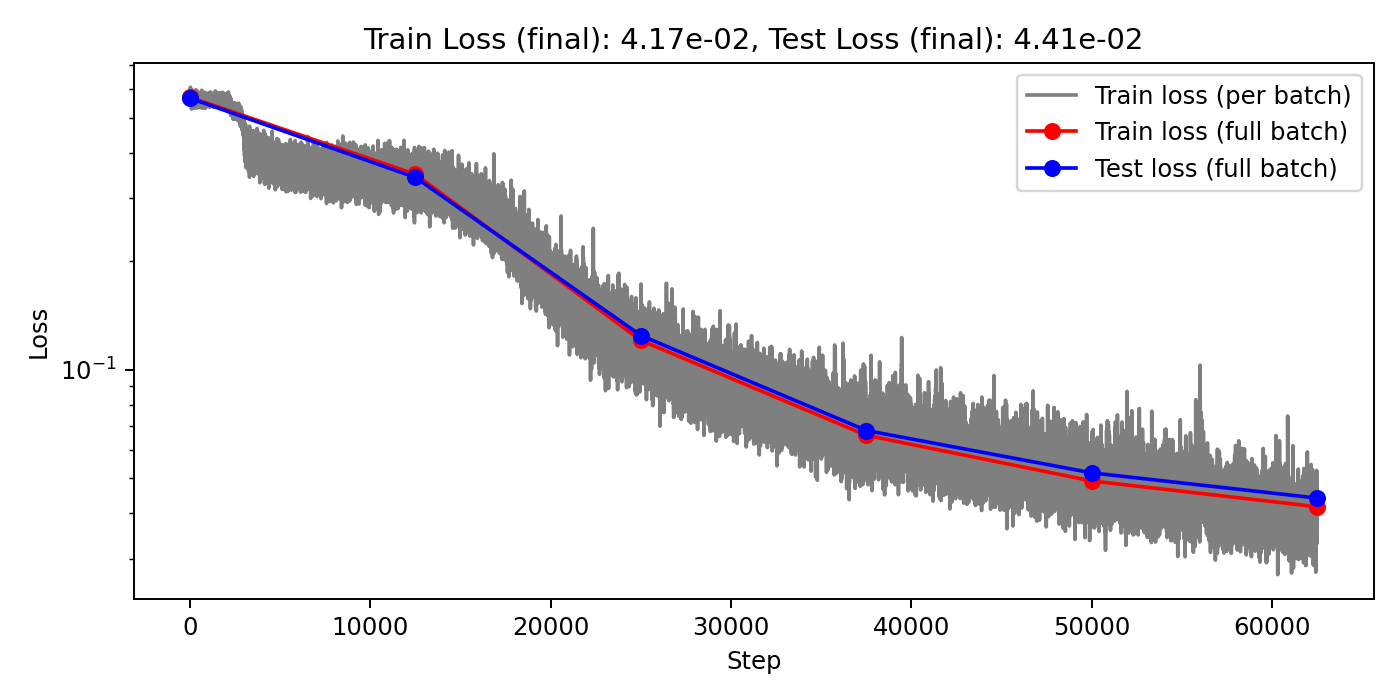 Train Loss (final): 4.17e-02, Test Loss (final): 4.41e-02
Train loss (per batch)
Train loss (full batch)
Test loss (full batch)
Loss
10⁻¹
0 10000 20000 30000 40000 50000 60000
Step